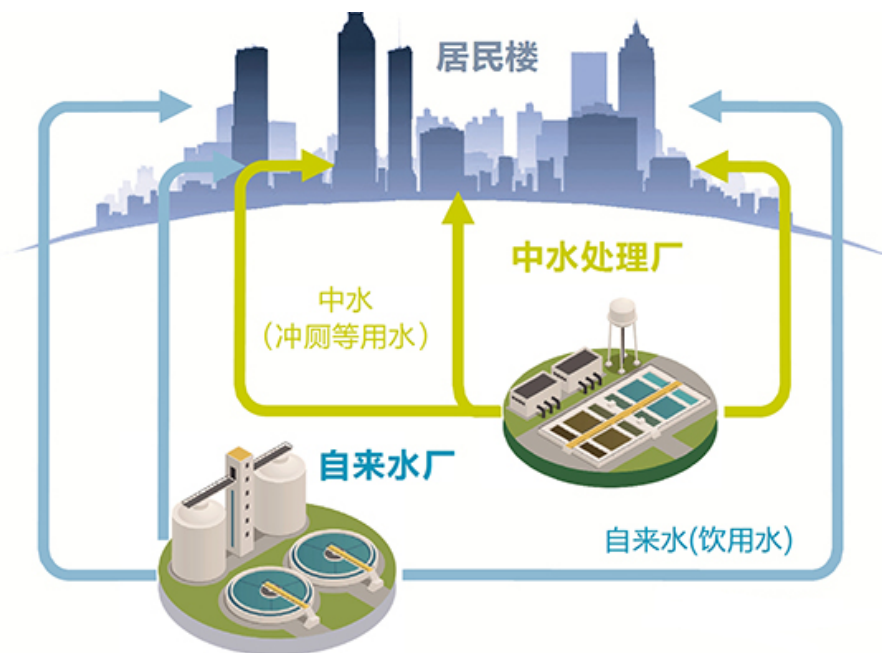 居民楼
中水处理厂
中水
（冲厕等用水）
自来水厂
自来水(饮用水)